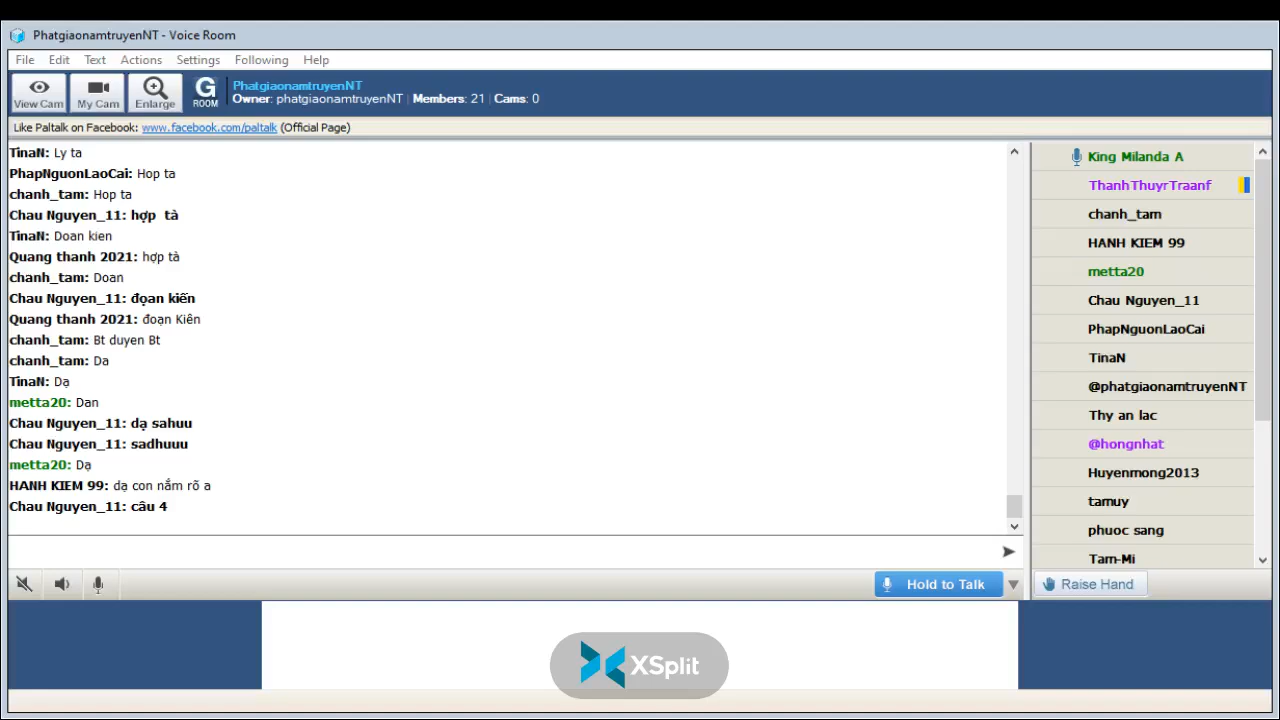 PhatgiaonamtruyenNT - Voice Room
File Edit Text Actions Settings Following Help
View Cam My Cam Enlarge G ROOM
PhatgiaonamtruyenNT
Owner: phatgiaonamtruyenNT | Members: 21 | Cams: 0
Like Paltalk on Facebook: www.facebook.com/paltalk (Official Page)
TinaN: Ly ta
PhapNguonLaoCai: Hop ta
chanh_tam: Hop ta
Chau Nguyen_11: hợp tà
TinaN: Doan kien
Quang thanh 2021: hợp tà
chanh_tam: Doan
Chau Nguyen_11: đọan kiến
Quang thanh 2021: đoạn Kiên
chanh_tam: Bt duyen Bt
chanh_tam: Da
TinaN: Dạ
metta20: Dan
Chau Nguyen_11: dạ sahuu
Chau Nguyen_11: sadhuuu
metta20: Dạ
HANH KIEM 99: dạ con nắm rõ a
Chau Nguyen_11: câu 4
King Milanda A
ThanhThuyrTraanf
chanh_tam
HANH KIEM 99
metta20
Chau Nguyen_11
PhapNguonLaoCai
TinaN
@phatgiaonamtruyenNT
Thy an lac
@hongnhat
Huyenmong2013
tamuy
phuoc sang
Tam-Mi
Hold to Talk
Raise Hand
XSplit